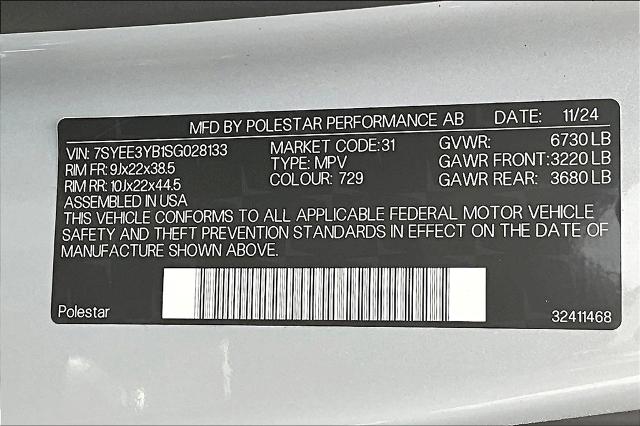 MFD BY POLESTAR PERFORMANCE AB DATE: 11/24
VIN: 7SYEE3YB1SG028133 MARKET CODE:31 GVWR: 6730 LB
RIM FR: 9Jx22x38.5 TYPE: MPV GAWR FRONT: 3220 LB
RIM RR: 10Jx22x44.5 COLOUR: 729 GAWR REAR: 3680 LB
ASSEMBLED IN USA
THIS VEHICLE CONFORMS TO ALL APPLICABLE FEDERAL MOTOR VEHICLE
SAFETY AND THEFT PREVENTION STANDARDS IN EFFECT ON THE DATE OF
MANUFACTURE SHOWN ABOVE.
Polestar 32411468